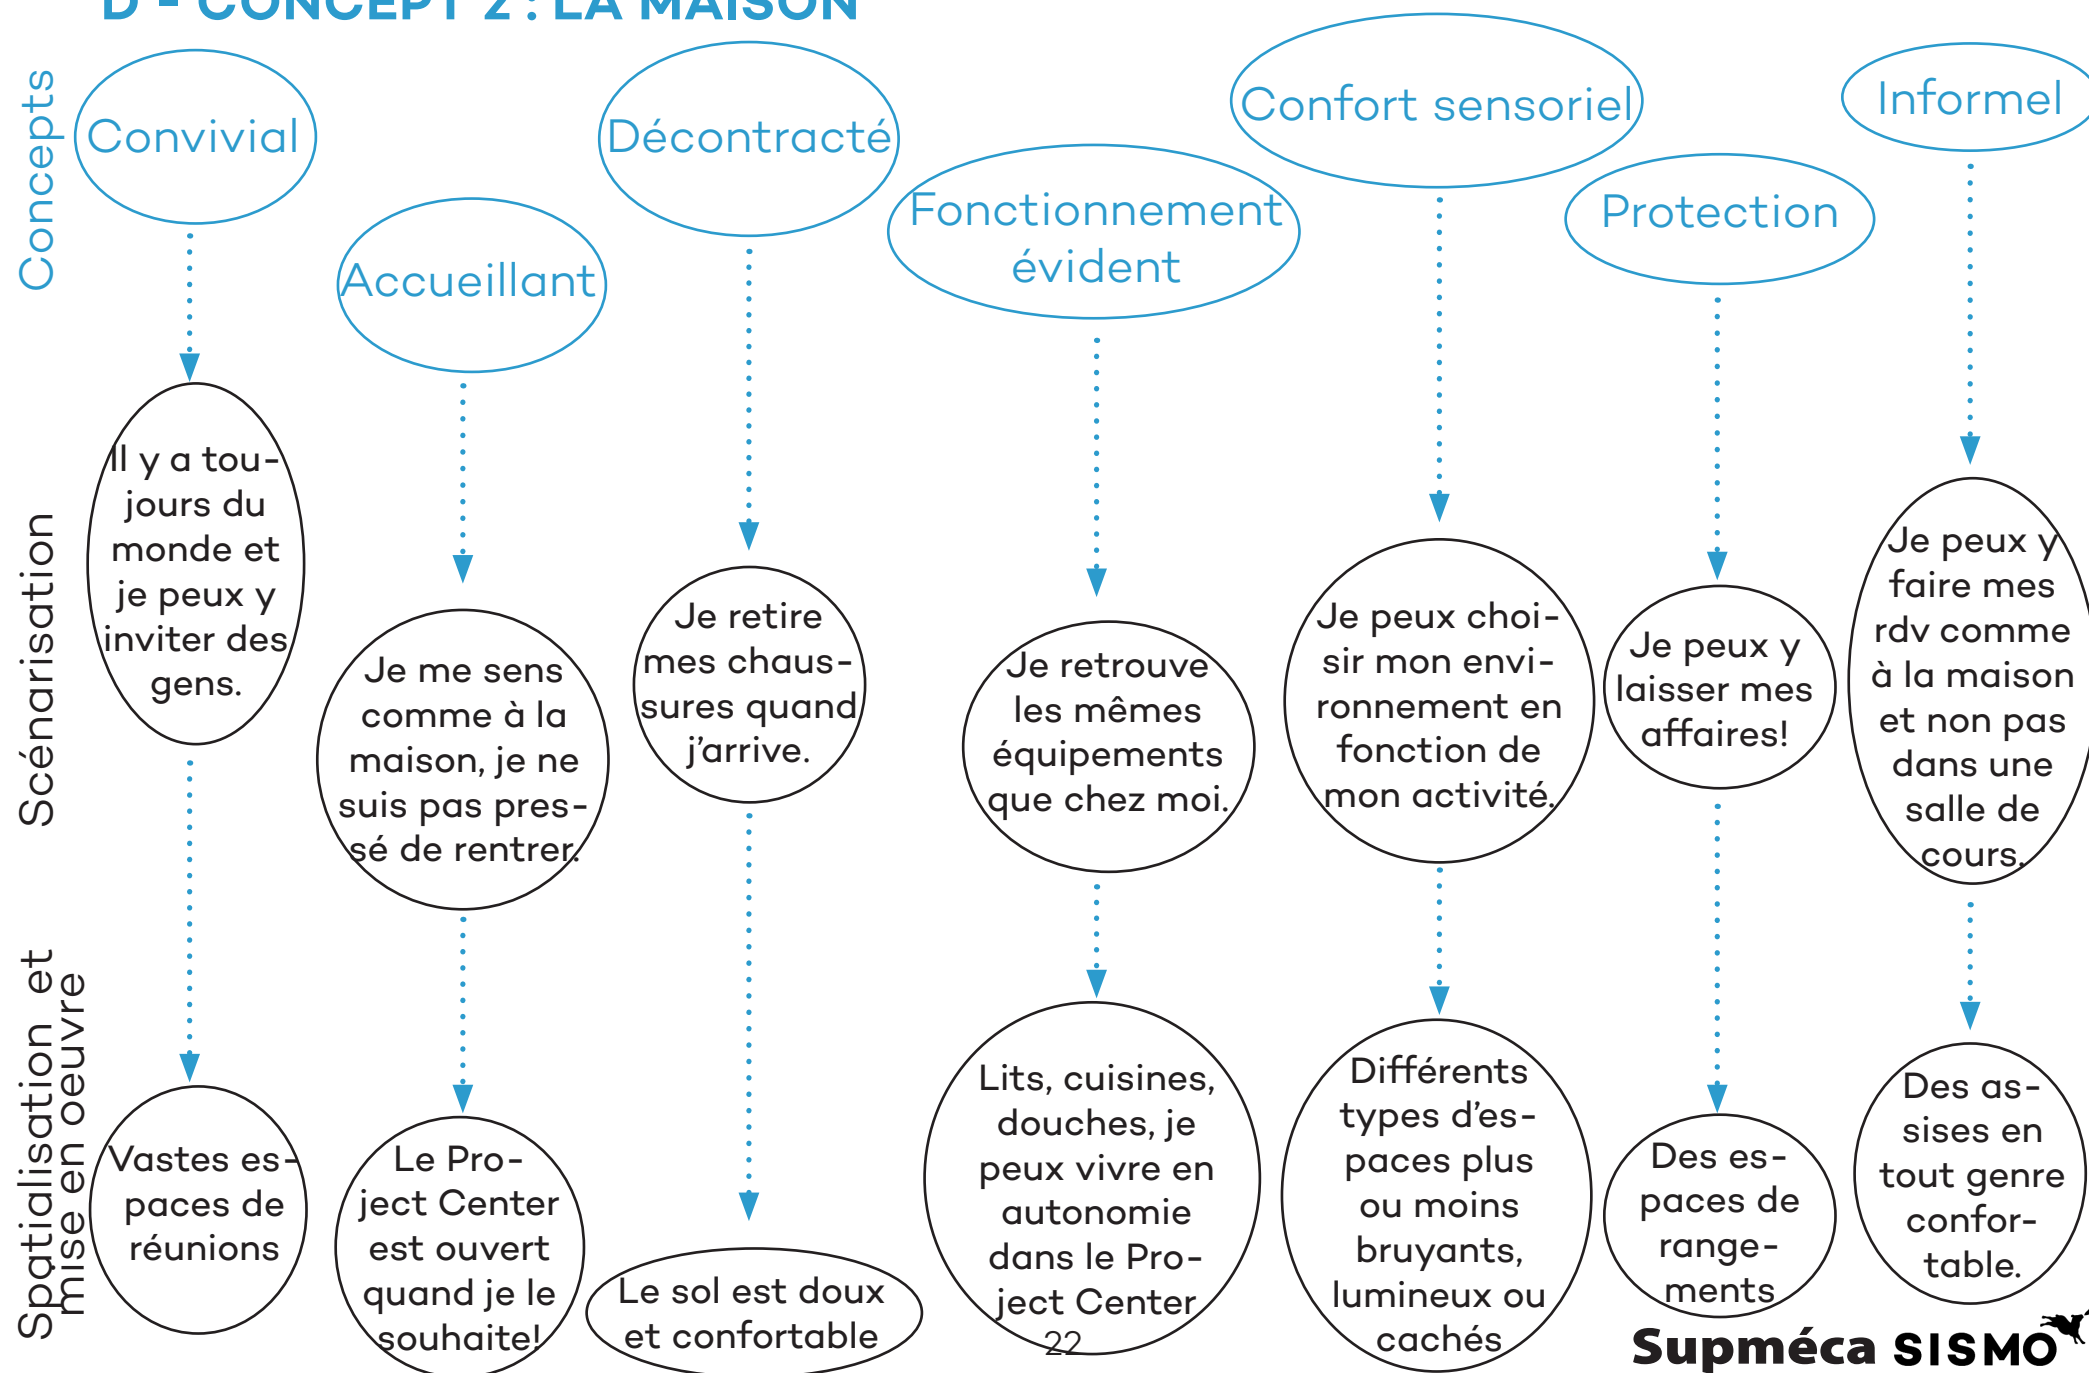 D - CONCEPT 2 : LA MAISON
Concepts
Convivial
Accueillant
Décontracté
Fonctionnement
évident
Confort sensoriel
Protection
Informel
Scénarisation
Il y a tou-
jours du
monde et
je peux y
inviter des
gens.
Je me sens
comme à la
maison, je ne
suis pas pres-
sé de rentrer.
Je retire
mes chaus-
sures quand
j’arrive.
Je retrouve
les mêmes
équipements
que chez moi.
Je peux choi-
sir mon envi-
ronnement en
fonction de
mon activité.
Je peux y
laisser mes
affaires!
Je peux y
faire mes
rdv comme
à la maison
et non pas
dans une
salle de
cours.
Spatialisation et
mise en oeuvre
Vastes es-
paces de
réunions
Le Pro-
ject Center
est ouvert
quand je le
souhaite!
Le sol est doux
et confortable
Lits, cuisines,
douches, je
peux vivre en
autonomie
dans le Pro-
ject Center
Différents
types d’es-
paces plus
ou moins
bruyants,
lumineux ou
cachés
Des es-
paces de
range-
ments
Des as-
sises en
tout genre
confor-
table.
22
Supméca SISMO